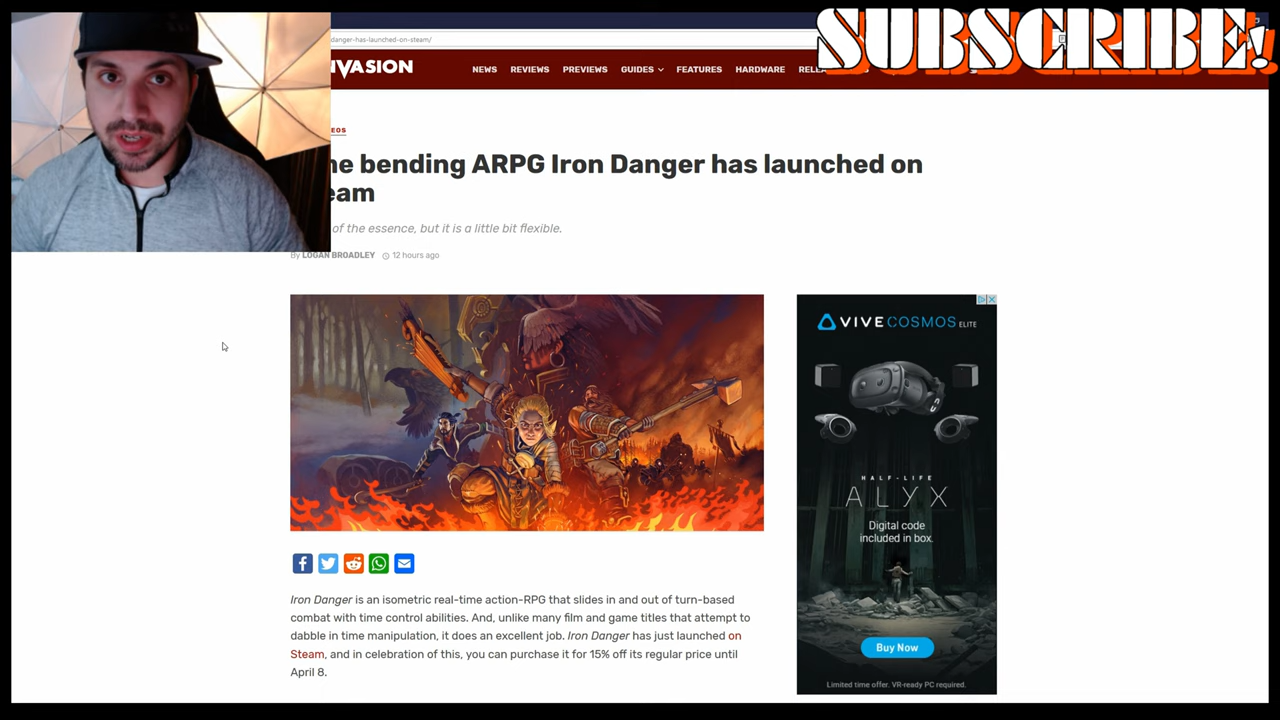 SUBSCRIBE!
danger-has-launched-on-steam/
NVASION
NEWS REVIEWS PREVIEWS GUIDES FEATURES HARDWARE
EOS
bending ARPG Iron Danger has launched on
eam
of the essence, but it is a little bit flexible.
By LOGAN BROADLEY 12 hours ago
VIVE COSMOS ELITE
HALF-LIFE
ALYX
Digital code
included in box.
Buy Now
Limited time offer. VR-ready PC required.
Iron Danger is an isometric real-time action-RPG that slides in and out of turn-based
combat with time control abilities. And, unlike many film and game titles that attempt to
dabble in time manipulation, it does an excellent job. Iron Danger has just launched on
Steam, and in celebration of this, you can purchase it for 15% off its regular price until
April 8.